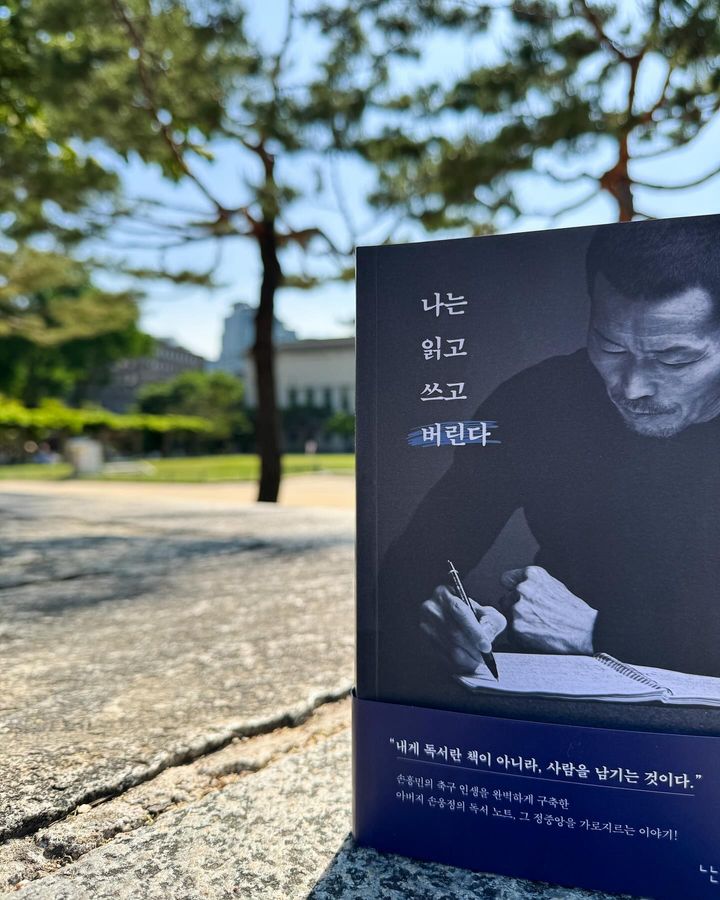 나는
읽고
쓰고
버린다
“내게 독서란 책이 아니라, 사람을 남기는 것이다.”
손흥민의 축구 인생을 완벽하게 구축한
아버지 손웅정의 독서 노트, 그 정중앙을 가로지르는 이야기!
난